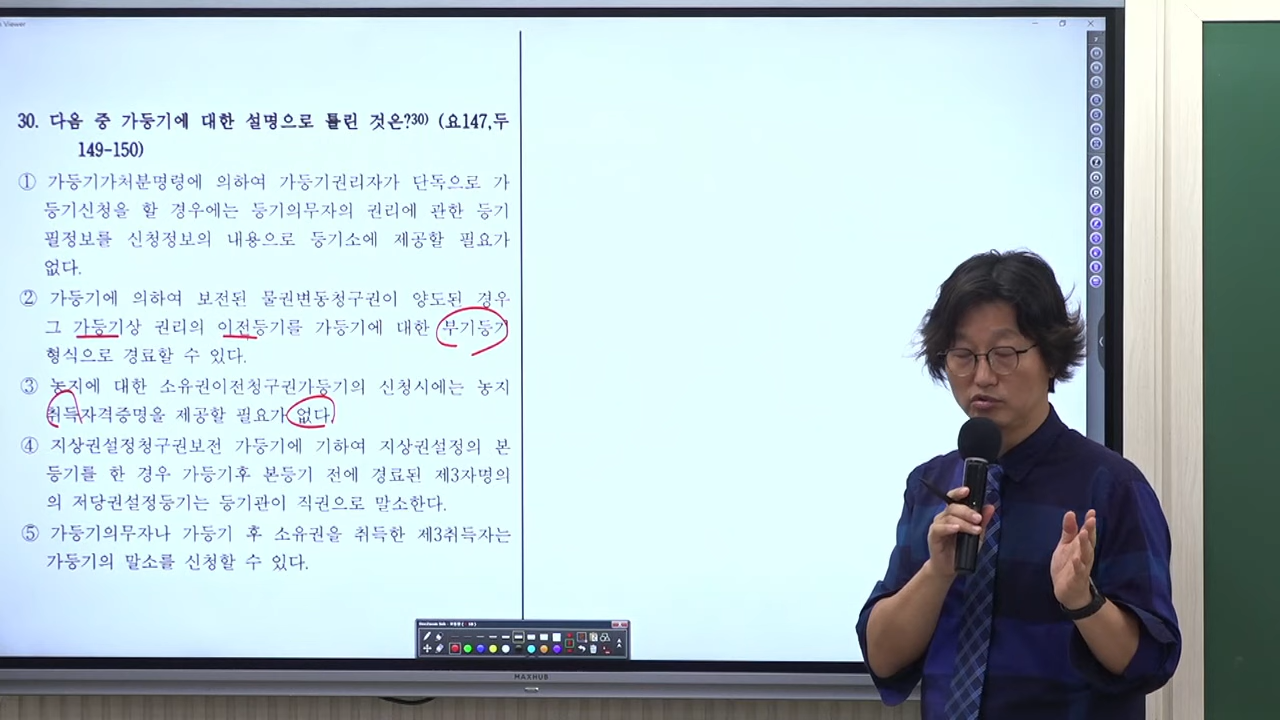 Viewer
30. 다음 중 가등기에 대한 설명으로 틀린 것은?30) (요147,두
149-150)
① 가등기가처분명령에 의하여 가등기권리자가 단독으로 가
등기신청을 할 경우에는 등기의무자의 권리에 관한 등기
필정보를 신청정보의 내용으로 등기소에 제공할 필요가
없다.
② 가등기에 의하여 보전된 물권변동청구권이 양도된 경우
그 가등기상 권리의 이전등기를 가등기에 대한 부기등기
형식으로 경료할 수 있다.
③ 농지에 대한 소유권이전청구권가등기의 신청시에는 농지
취득자격증명을 제공할 필요가 없다.
④ 지상권설정청구권보전 가등기에 기하여 지상권설정의 본
등기를 한 경우 가등기후 본등기 전에 경료된 제3자명의
의 저당권설정등기는 등기관이 직권으로 말소한다.
⑤ 가등기의무자나 가등기 후 소유권을 취득한 제3취득자는
가등기의 말소를 신청할 수 있다.
MAXHUB